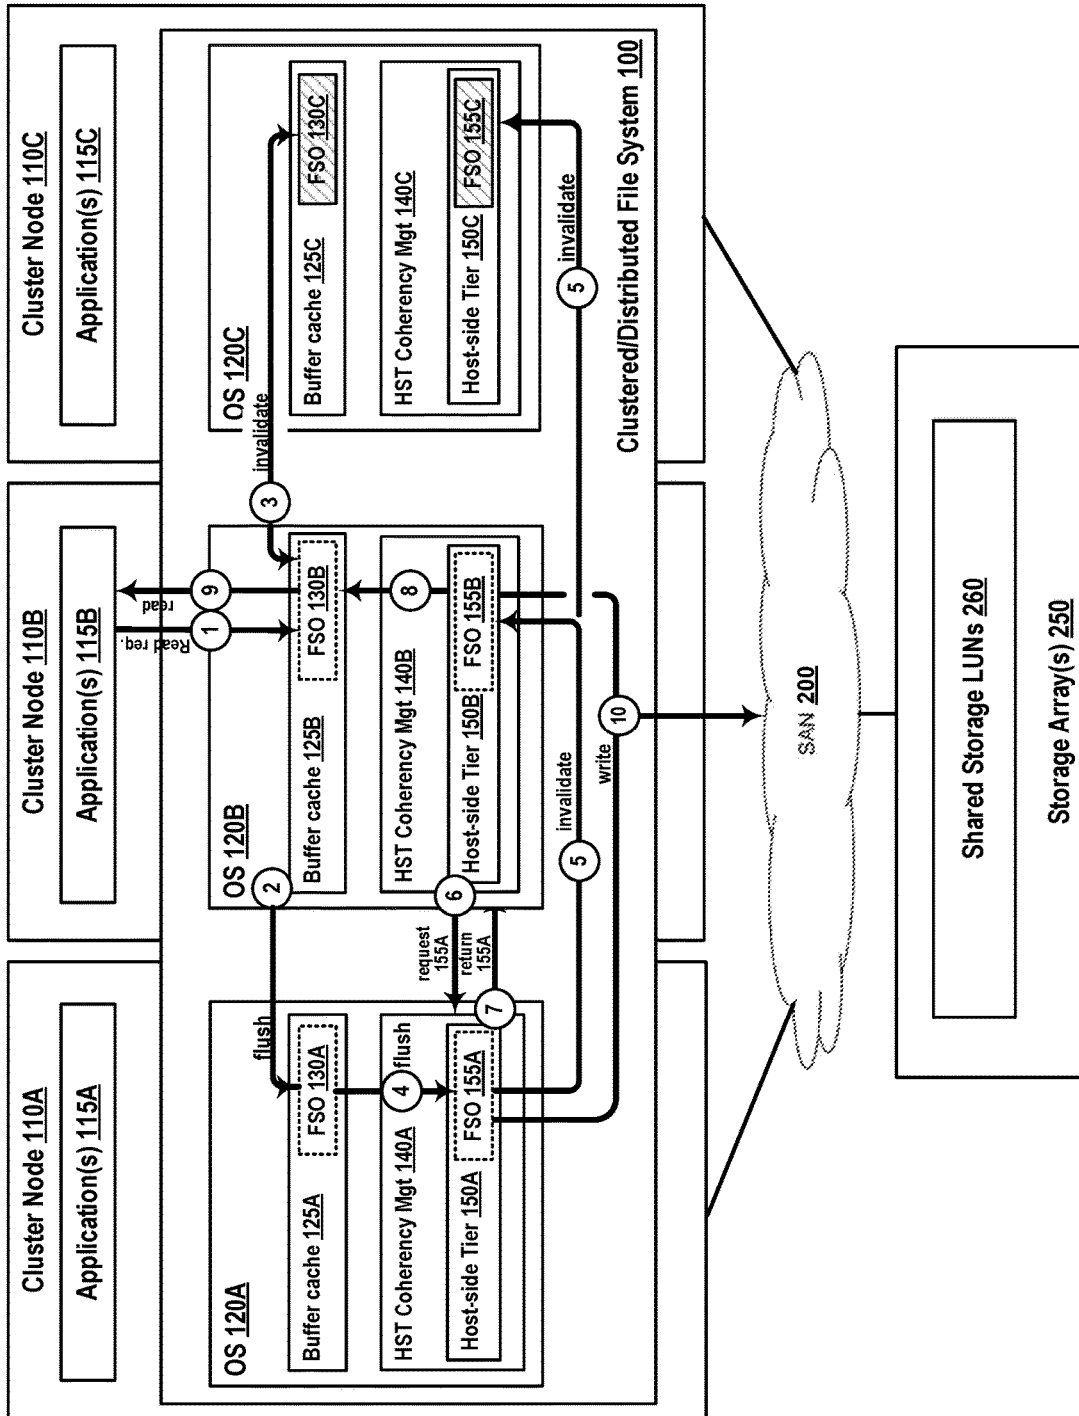 Cluster Node 110A
Application(s) 115A
OS 120A
Buffer cache 125A
FSO 130A
HST Coherency Mgt 140A
Host-side Tier 150A
FSO 155A
flush
2
4
flush
request
155A
6
return
155A
7
Cluster Node 110B
Application(s) 115B
Read req.
1
read
9
OS 120B
Buffer cache 125B
FSO 130B
HST Coherency Mgt 140B
8
Host-side Tier 150B
FSO 155B
5
invalidate
write
10
Cluster Node 110C
Application(s) 115C
3
invalidate
OS 120C
Buffer cache 125C
FSO 130C
HST Coherency Mgt 140C
Host-side Tier 150C
FSO 155C
5
invalidate
Clustered/Distributed File System 100
SAN 200
Shared Storage LUNs 260
Storage Array(s) 250